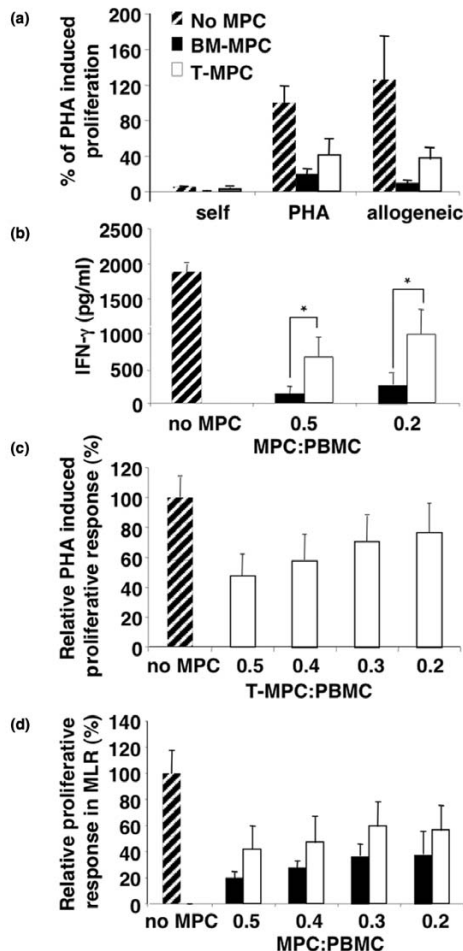 (a)
No MPC
BM-MPC
T-MPC
% of PHA induced
proliferation
160
120
80
40
0
self PHA allogeneic
(b)
IFN-γ (pg/ml)
2500
2000
1500
1000
500
0
*
*
no MPC 0.5 0.2
MPC:PBMC
(c)
Relative PHA induced
proliferative response (%)
120
100
80
60
40
20
0
no MPC 0.5 0.4 0.3 0.2
T-MPC:PBMC
(d)
Relative proliferative
response in MLR (%)
140
120
100
80
60
40
20
0
no MPC 0.5 0.4 0.3 0.2
MPC:PBMC